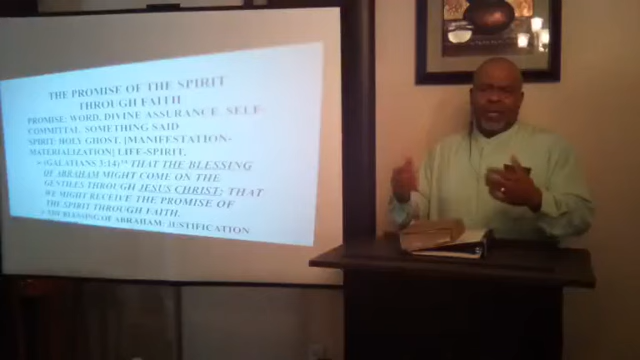 THE PROMISE OF THE SPIRIT
THROUGH FAITH
PROMISE: WORD, DIVINE ASSURANCE, SELF-
COMMITTAL, SOMETHING SAID
SPIRIT: HOLY GHOST, [MANIFESTATION-
MATERIALIZATION] LIFE-SPIRIT.
(GALATIANS 3:14) THAT THE BLESSING
OF ABRAHAM MIGHT COME ON THE
GENTILES THROUGH JESUS CHRIST; THAT
WE MIGHT RECEIVE THE PROMISE OF
THE SPIRIT THROUGH FAITH.
THE BLESSING OF ABRAHAM: JUSTIFICATION